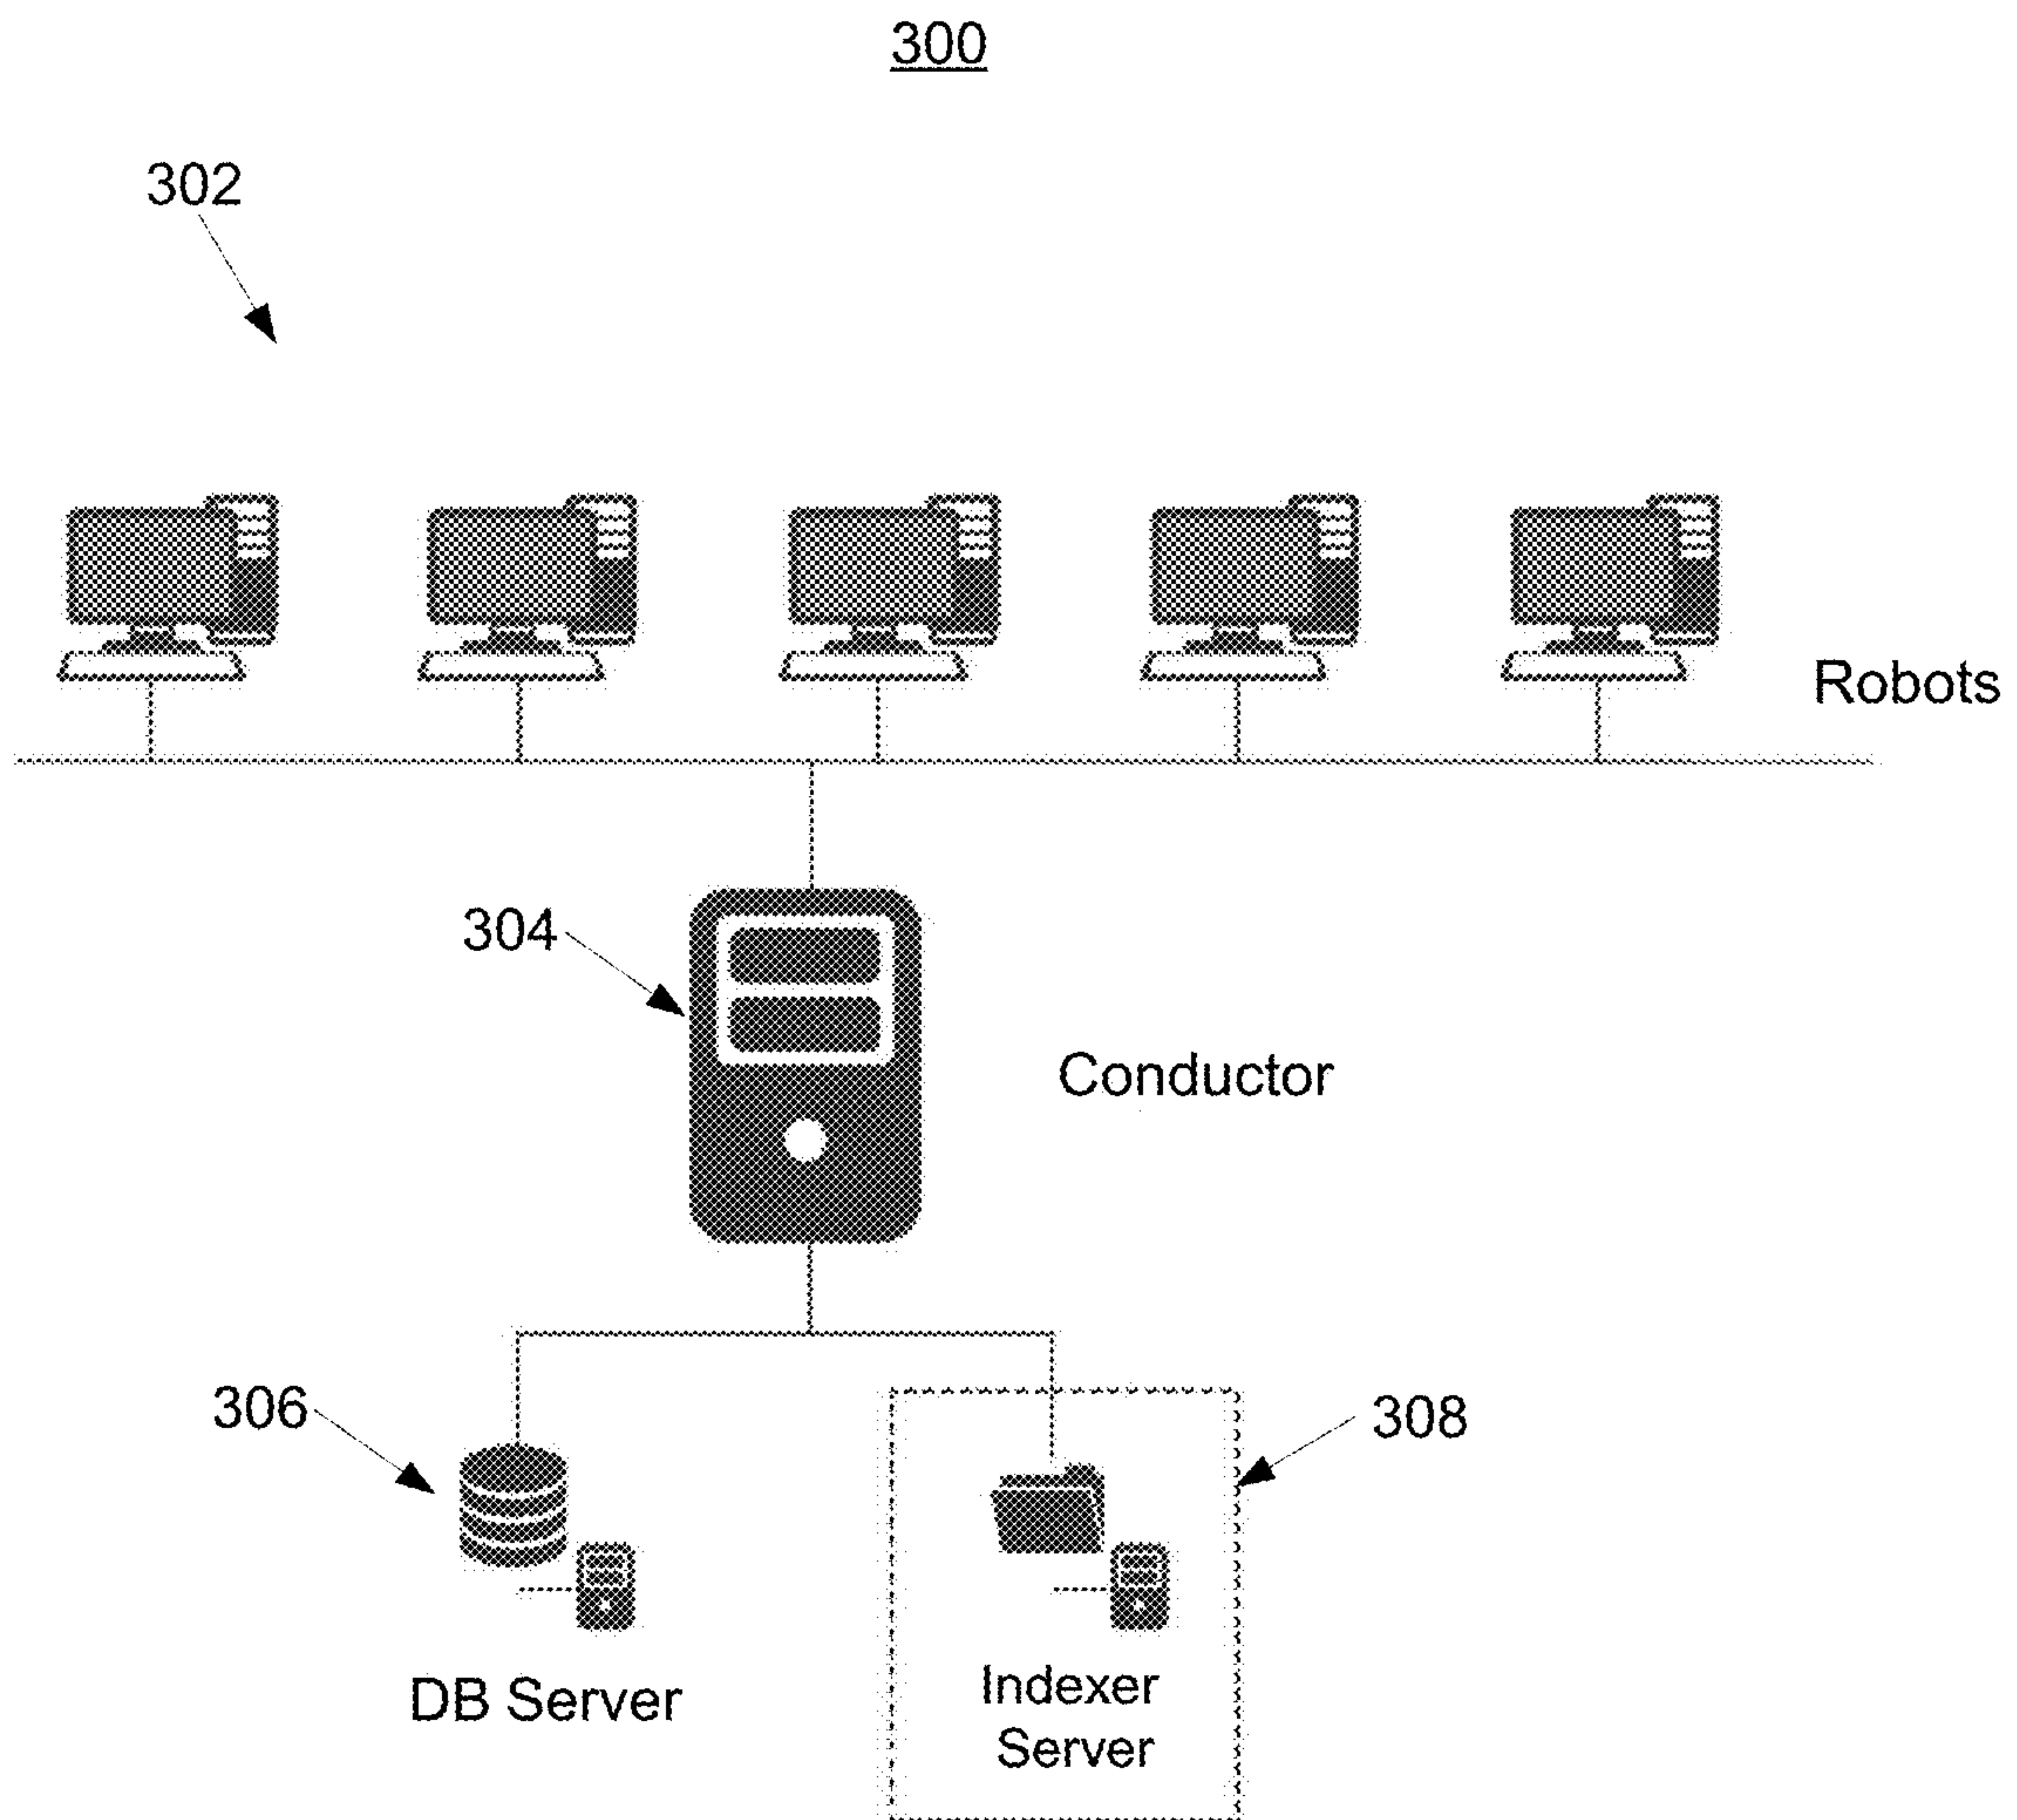 300
302
Robots
304
Conductor
306
308
DB Server
Indexer
Server